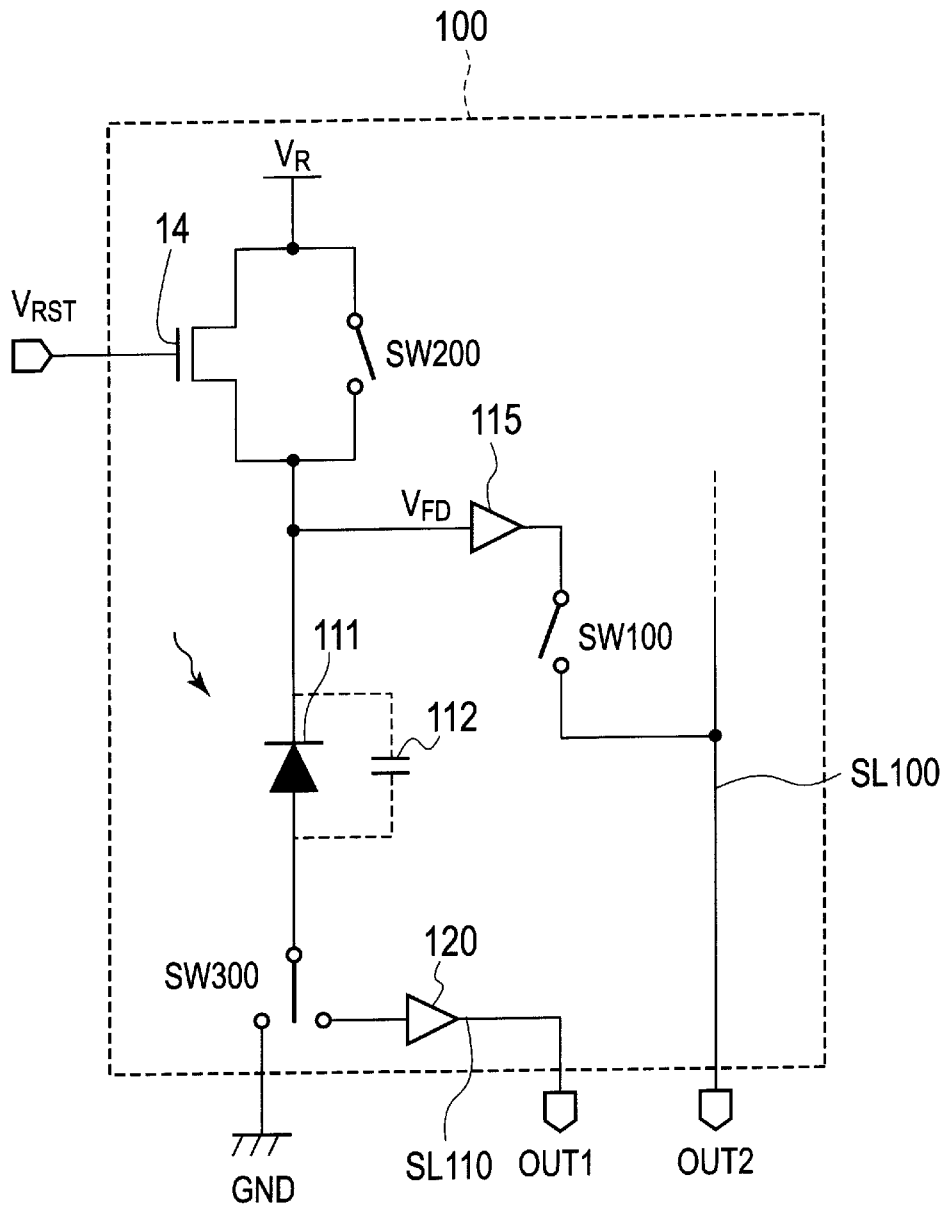 100
V_R
14
V_RST
SW200
115
V_FD
SW100
111
112
SL100
120
SW300
SL110
OUT1
OUT2
GND